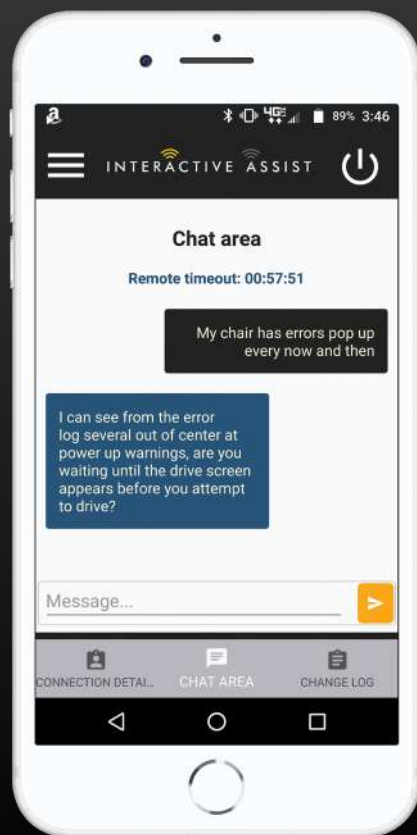 89% 3:46
INTERACTIVE ASSIST
Chat area
Remote timeout: 00:57:51
My chair has errors pop up
every now and then
I can see from the error
log several out of center at
power up warnings, are you
waiting until the drive screen
appears before you attempt
to drive?
Message...
CONNECTION DETAI... CHAT AREA CHANGE LOG